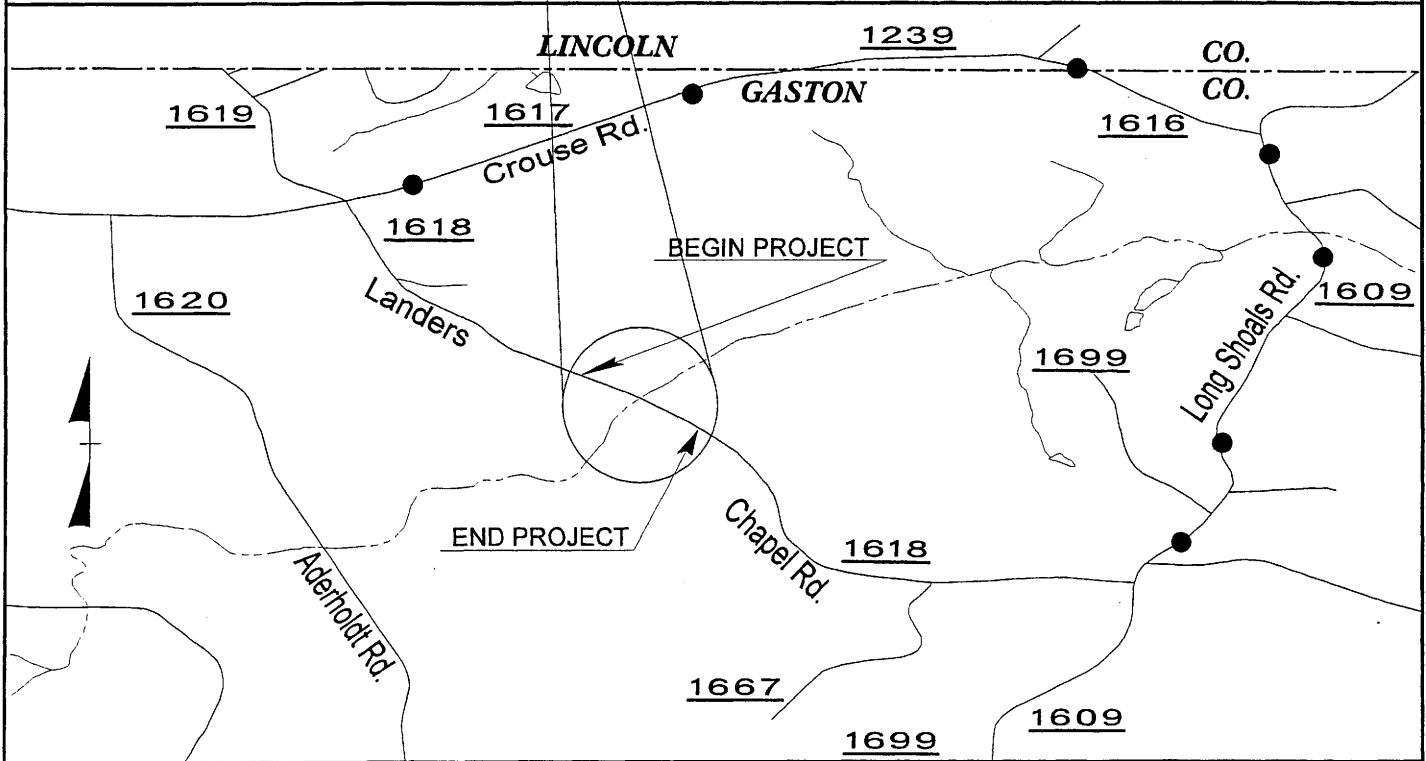 LINCOLN
1239
CO.
GASTON
CO.
1619
1617
Crouse Rd.
1616
1618
BEGIN PROJECT
1620
Landers
1609
Long Shoals Rd.
1699
END PROJECT
Chapel Rd.
1618
Aderholdt Rd.
1667
1609
1699